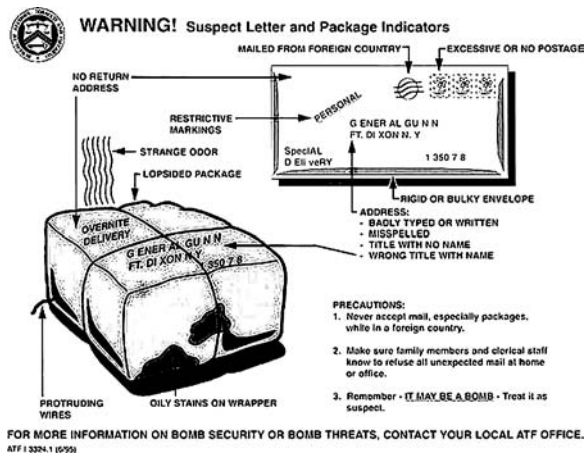 WARNING! Suspect Letter and Package Indicators
MAILED FROM FOREIGN COUNTRY
EXCESSIVE OR NO POSTAGE
NO RETURN
ADDRESS
RESTRICTIVE
MARKINGS
PERSONAL
G ENER AL GU N N
FT. DI XON N. Y
1 350 7 8
SpecIAL
D Eli veRY
STRANGE ODOR
LOPSIDED PACKAGE
RIGID OR BULKY ENVELOPE
ADDRESS:
- BADLY TYPED OR WRITTEN
- MISSPELLED
- TITLE WITH NO NAME
- WRONG TITLE WITH NAME
OVERNITE
DELIVERY
G ENER AL GU N N
FT. DI XON N Y
1 350 7 8
PROTRUDING
WIRES
OILY STAINS ON WRAPPER
PRECAUTIONS:
1. Never accept mail, especially packages,
while in a foreign country.
2. Make sure family members and clerical staff
know to refuse all unexpected mail at home
or office.
3. Remember - IT MAY BE A BOMB - Treat it as
suspect.
FOR MORE INFORMATION ON BOMB SECURITY OR BOMB THREATS, CONTACT YOUR LOCAL ATF OFFICE.
ATF I 3324.1 (6/95)